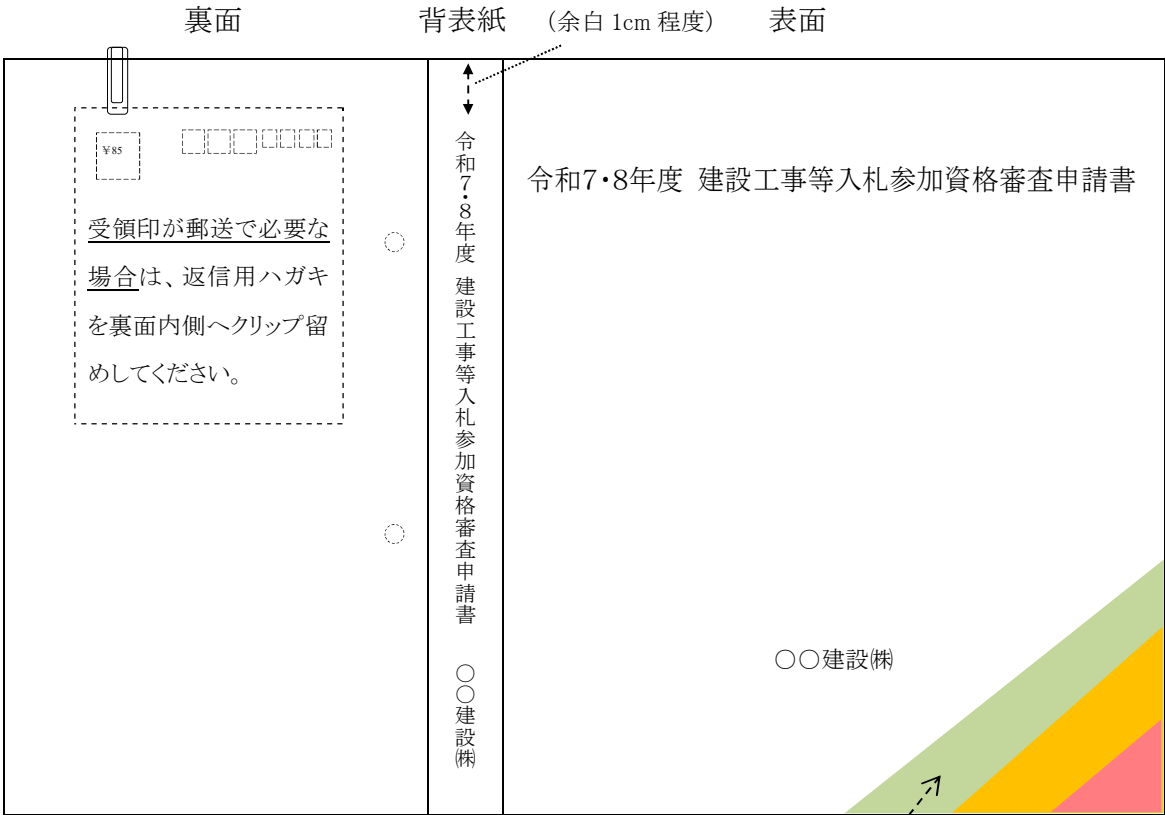 裏面
背表紙
(余白 1cm 程度)
表面
¥85
受領印が郵送で必要な
場合は、返信用ハガキ
を裏面内側へクリップ留
めしてください。
令和7・8年度 建設工事等入札参加資格審査申請書 ○○建設㈱
令和7・8年度 建設工事等入札参加資格審査申請書
○○建設㈱